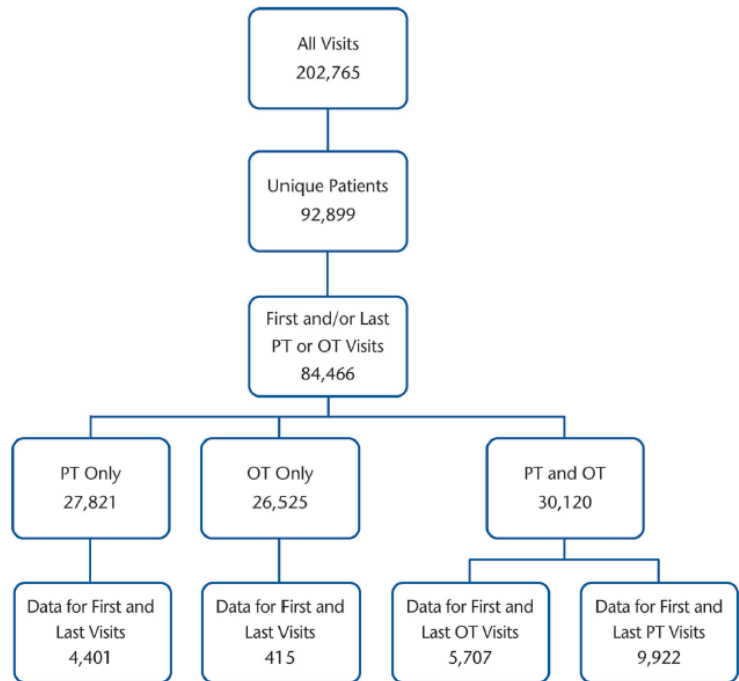 All Visits
202,765
Unique Patients
92,899
First and/or Last
PT or OT Visits
84,466
PT Only
27,821
OT Only
26,525
PT and OT
30,120
Data for First and
Last Visits
4,401
Data for First and
Last Visits
415
Data for First and
Last OT Visits
5,707
Data for First and
Last PT Visits
9,922